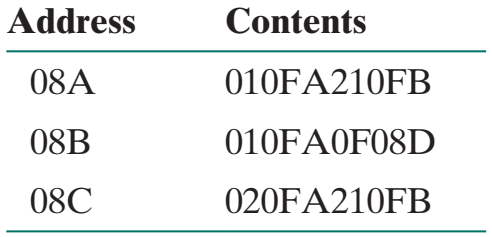 Address Contents
08A 010FA210FB
08B 010FA0F08D
08C 020FA210FB